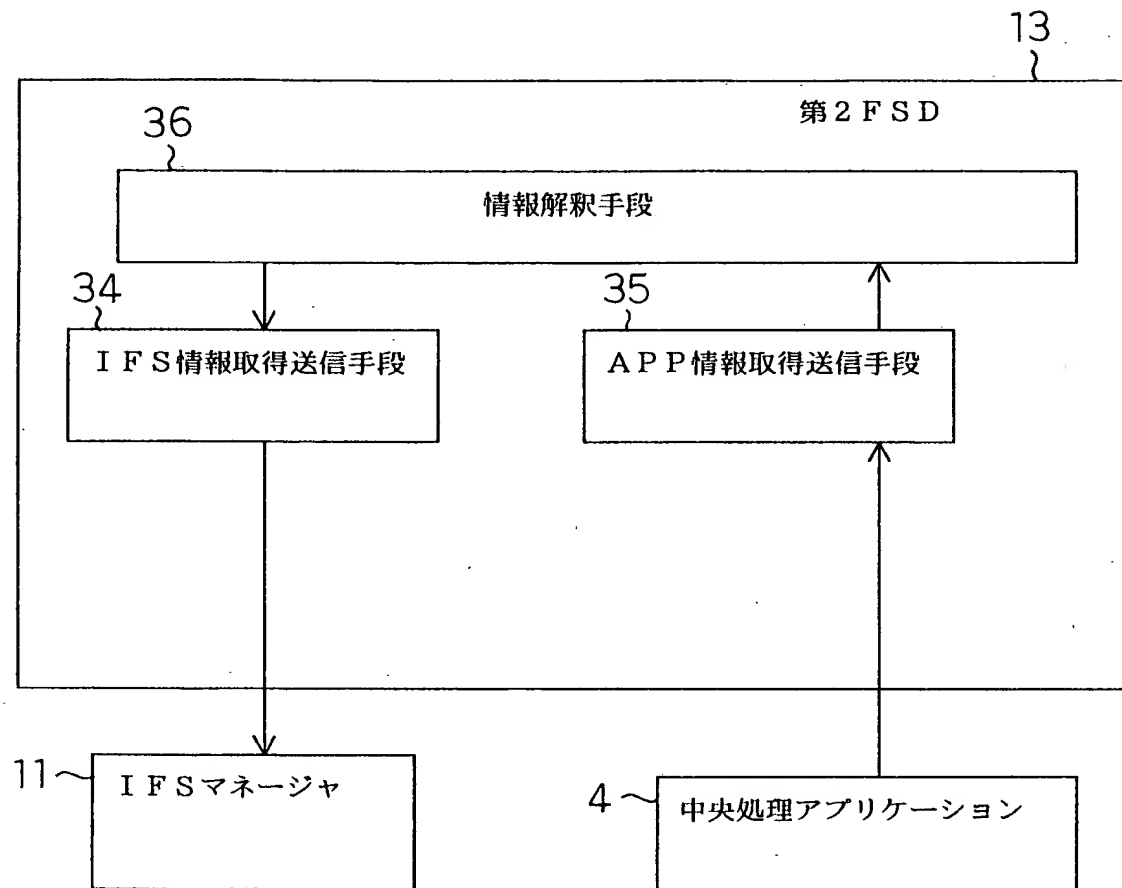 13
第2FSD
36
情報解釈手段
34
IFS情報取得送信手段
35
APP情報取得送信手段
11
IFSマネージャ
4
中央処理アプリケーション